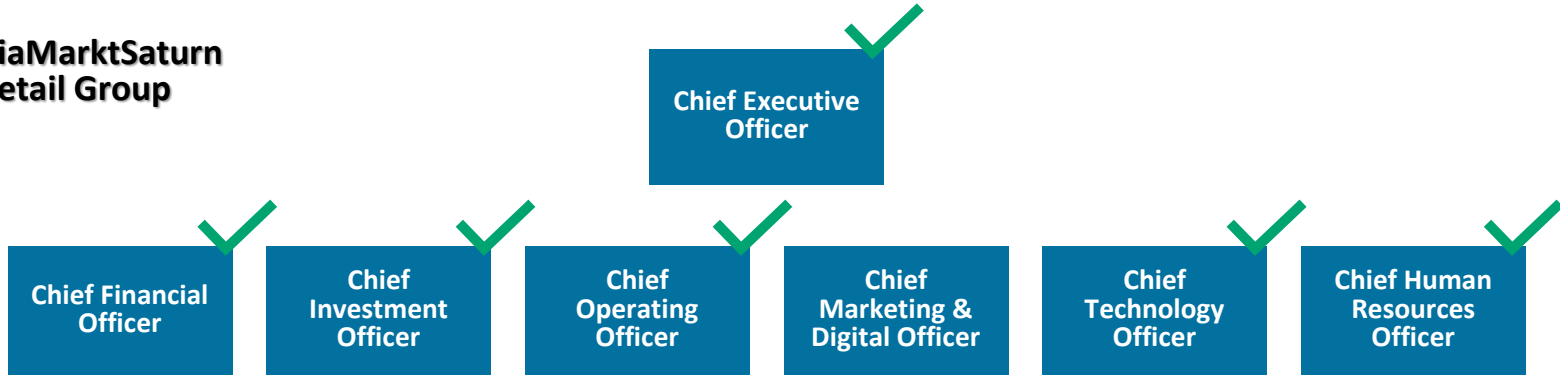 iaMarktSaturn
etail Group
Chief Executive
Officer
Chief Financial
Officer
Chief
Investment
Officer
Chief
Operating
Officer
Chief
Marketing &
Digital Officer
Chief
Technology
Officer
Chief Human
Resources
Officer